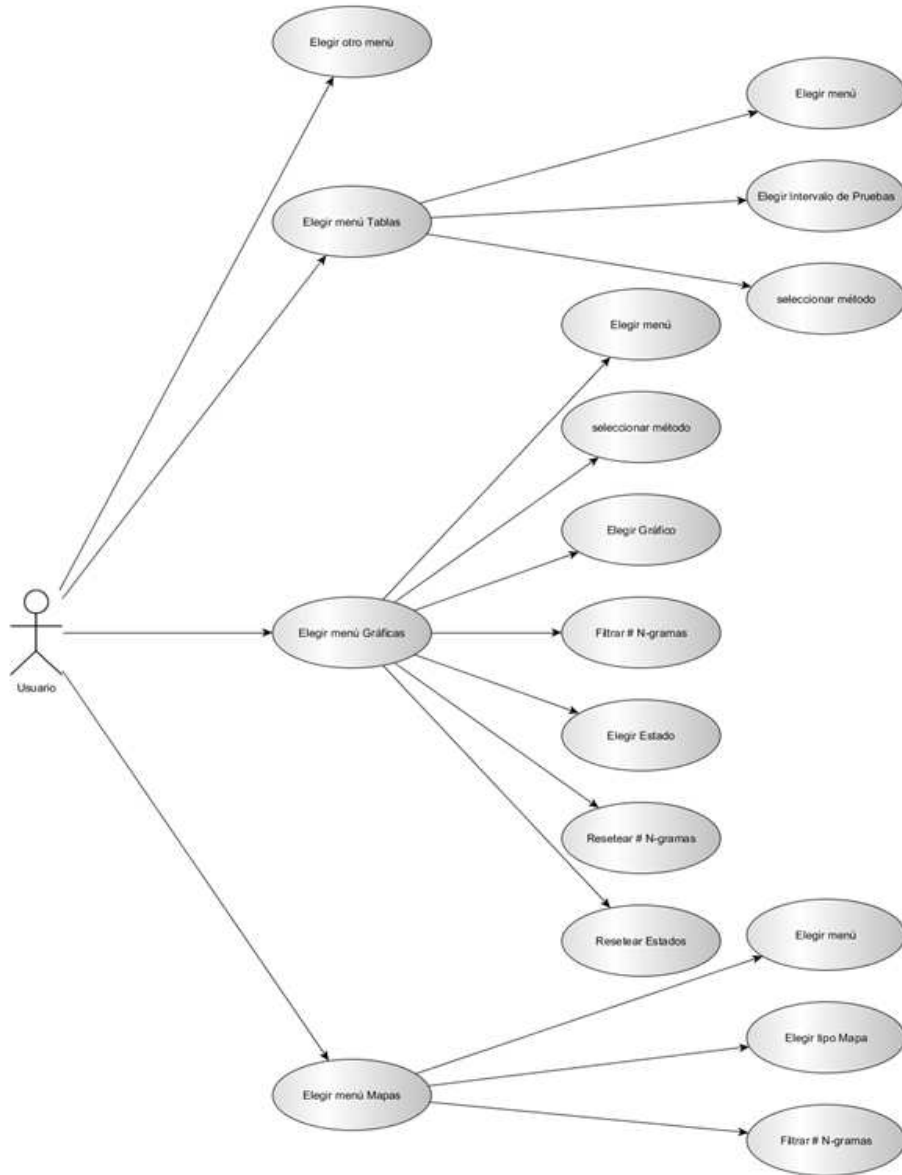 Elegir otro menú
Elegir menú
Elegir Intervalo de Pruebas
Elegir menú Tablas
seleccionar método
Elegir menú
seleccionar método
Elegir Gráfico
Elegir menú Gráficas
Filtrar # N-gramas
Usuario
Elegir Estado
Resetear # N-gramas
Resetear Estados
Elegir menú
Elegir tipo Mapa
Elegir menú Mapas
Filtrar # N-gramas